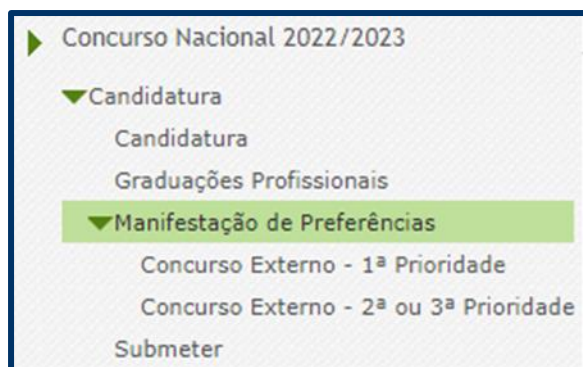 Concurso Nacional 2022/2023
Candidatura
Candidatura
Graduações Profissionais
Manifestação de Preferências
Concurso Externo - 1ª Prioridade
Concurso Externo - 2ª ou 3ª Prioridade
Submeter